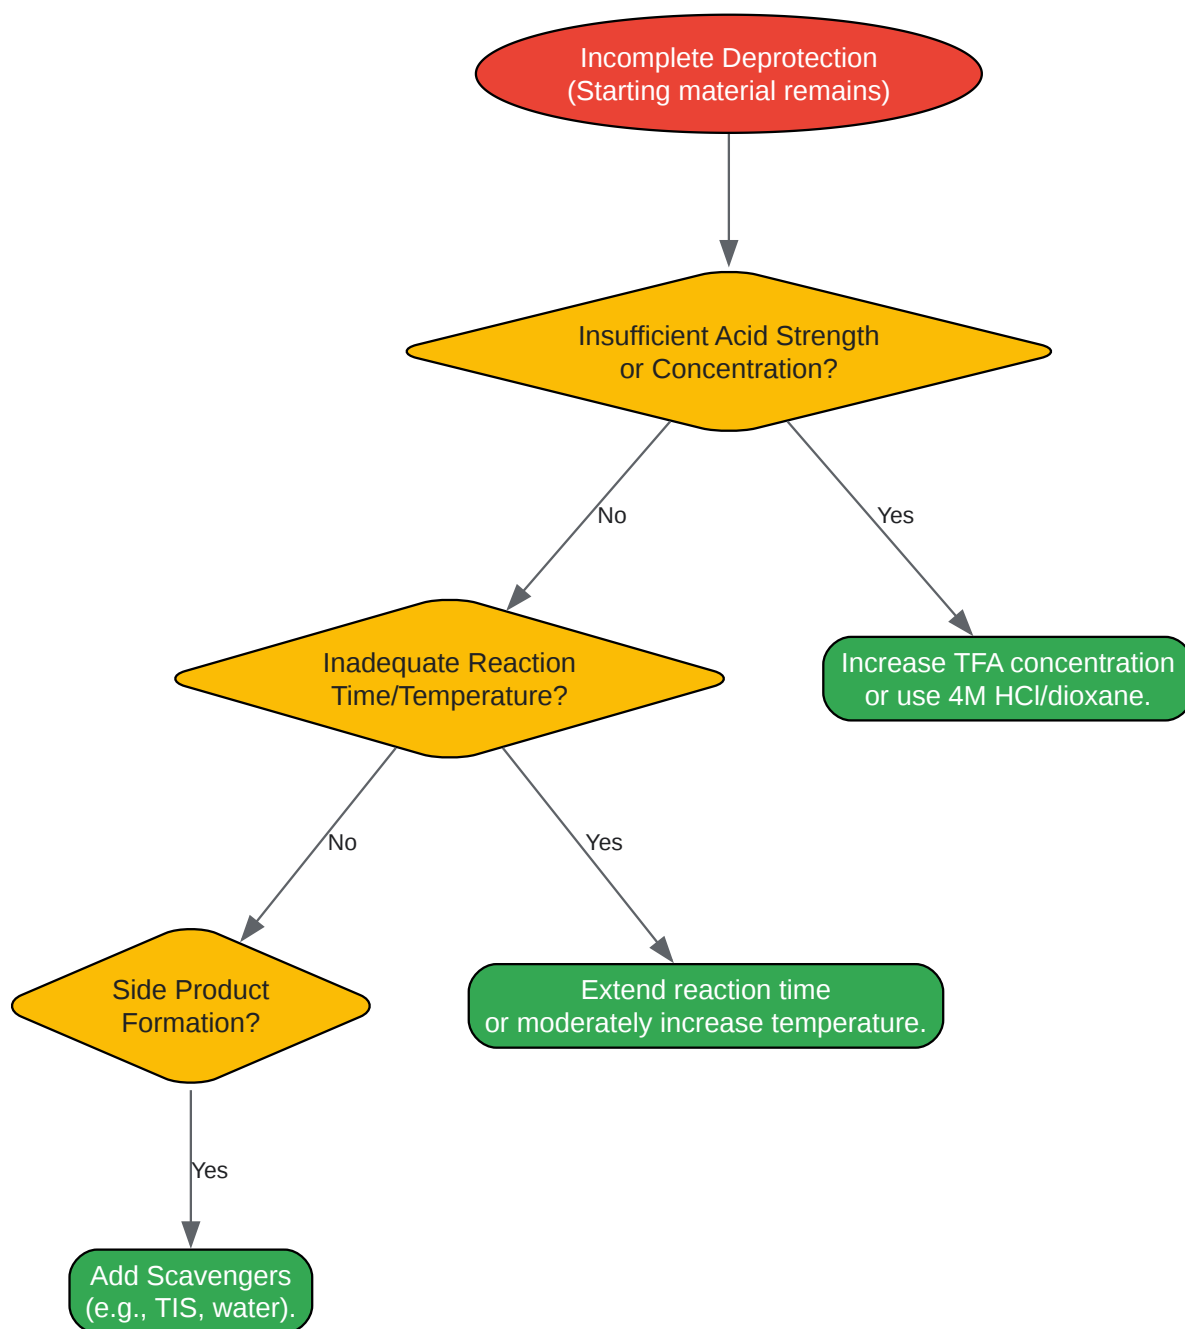 Incomplete Deprotection
(Starting material remains)
Insufficient Acid Strength
or Concentration?
No
Yes
Inadequate Reaction
Time/Temperature?
Increase TFA concentration
or use 4M HCl/dioxane.
No
Yes
Side Product
Formation?
Extend reaction time
or moderately increase temperature.
Yes
Add Scavengers
(e.g., TIS, water).